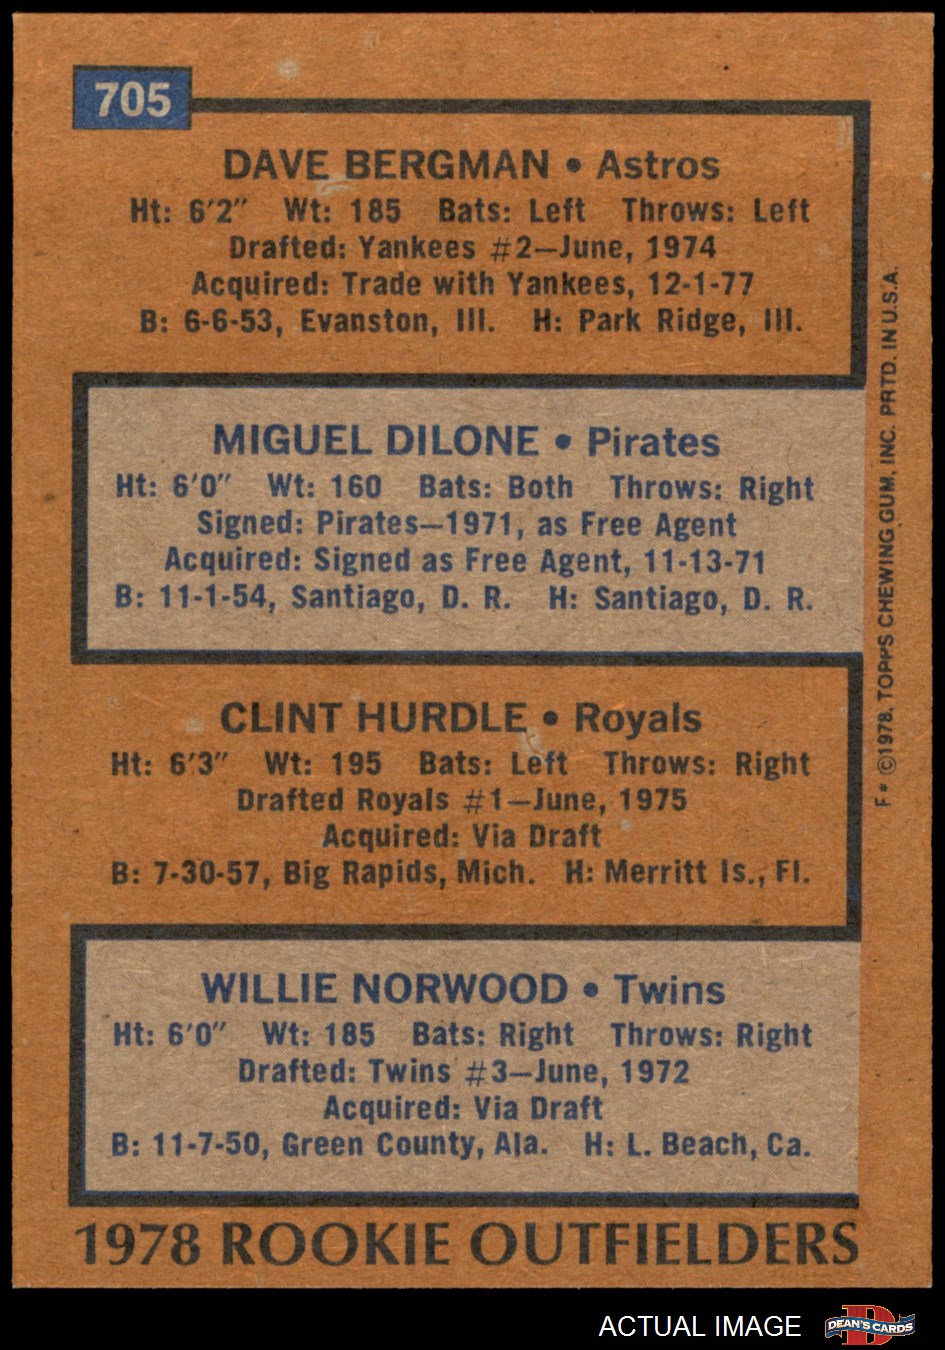 705
DAVE BERGMAN • Astros
Ht: 6'2" Wt: 185 Bats: Left Throws: Left
Drafted: Yankees #2—June, 1974
Acquired: Trade with Yankees, 12-1-77
B: 6-6-53, Evanston, Ill. H: Park Ridge, Ill.
MIGUEL DILONE • Pirates
Ht: 6'0" Wt: 160 Bats: Both Throws: Right
Signed: Pirates—1971, as Free Agent
Acquired: Signed as Free Agent, 11-13-71
B: 11-1-54, Santiago, D. R. H: Santiago, D. R.
CLINT HURDLE • Royals
Ht: 6'3" Wt: 195 Bats: Left Throws: Right
Drafted Royals #1—June, 1975
Acquired: Via Draft
B: 7-30-57, Big Rapids, Mich. H: Merritt Is., Fl.
WILLIE NORWOOD • Twins
Ht: 6'0" Wt: 185 Bats: Right Throws: Right
Drafted: Twins #3—June, 1972
Acquired: Via Draft
B: 11-7-50, Green County, Ala. H: L. Beach, Ca.
1978 ROOKIE OUTFIELDERS
F* ©1978. TOPPS CHEWING GUM, INC. PRTD. IN U.S.A.
ACTUAL IMAGE
D
DEAN'S CARDS